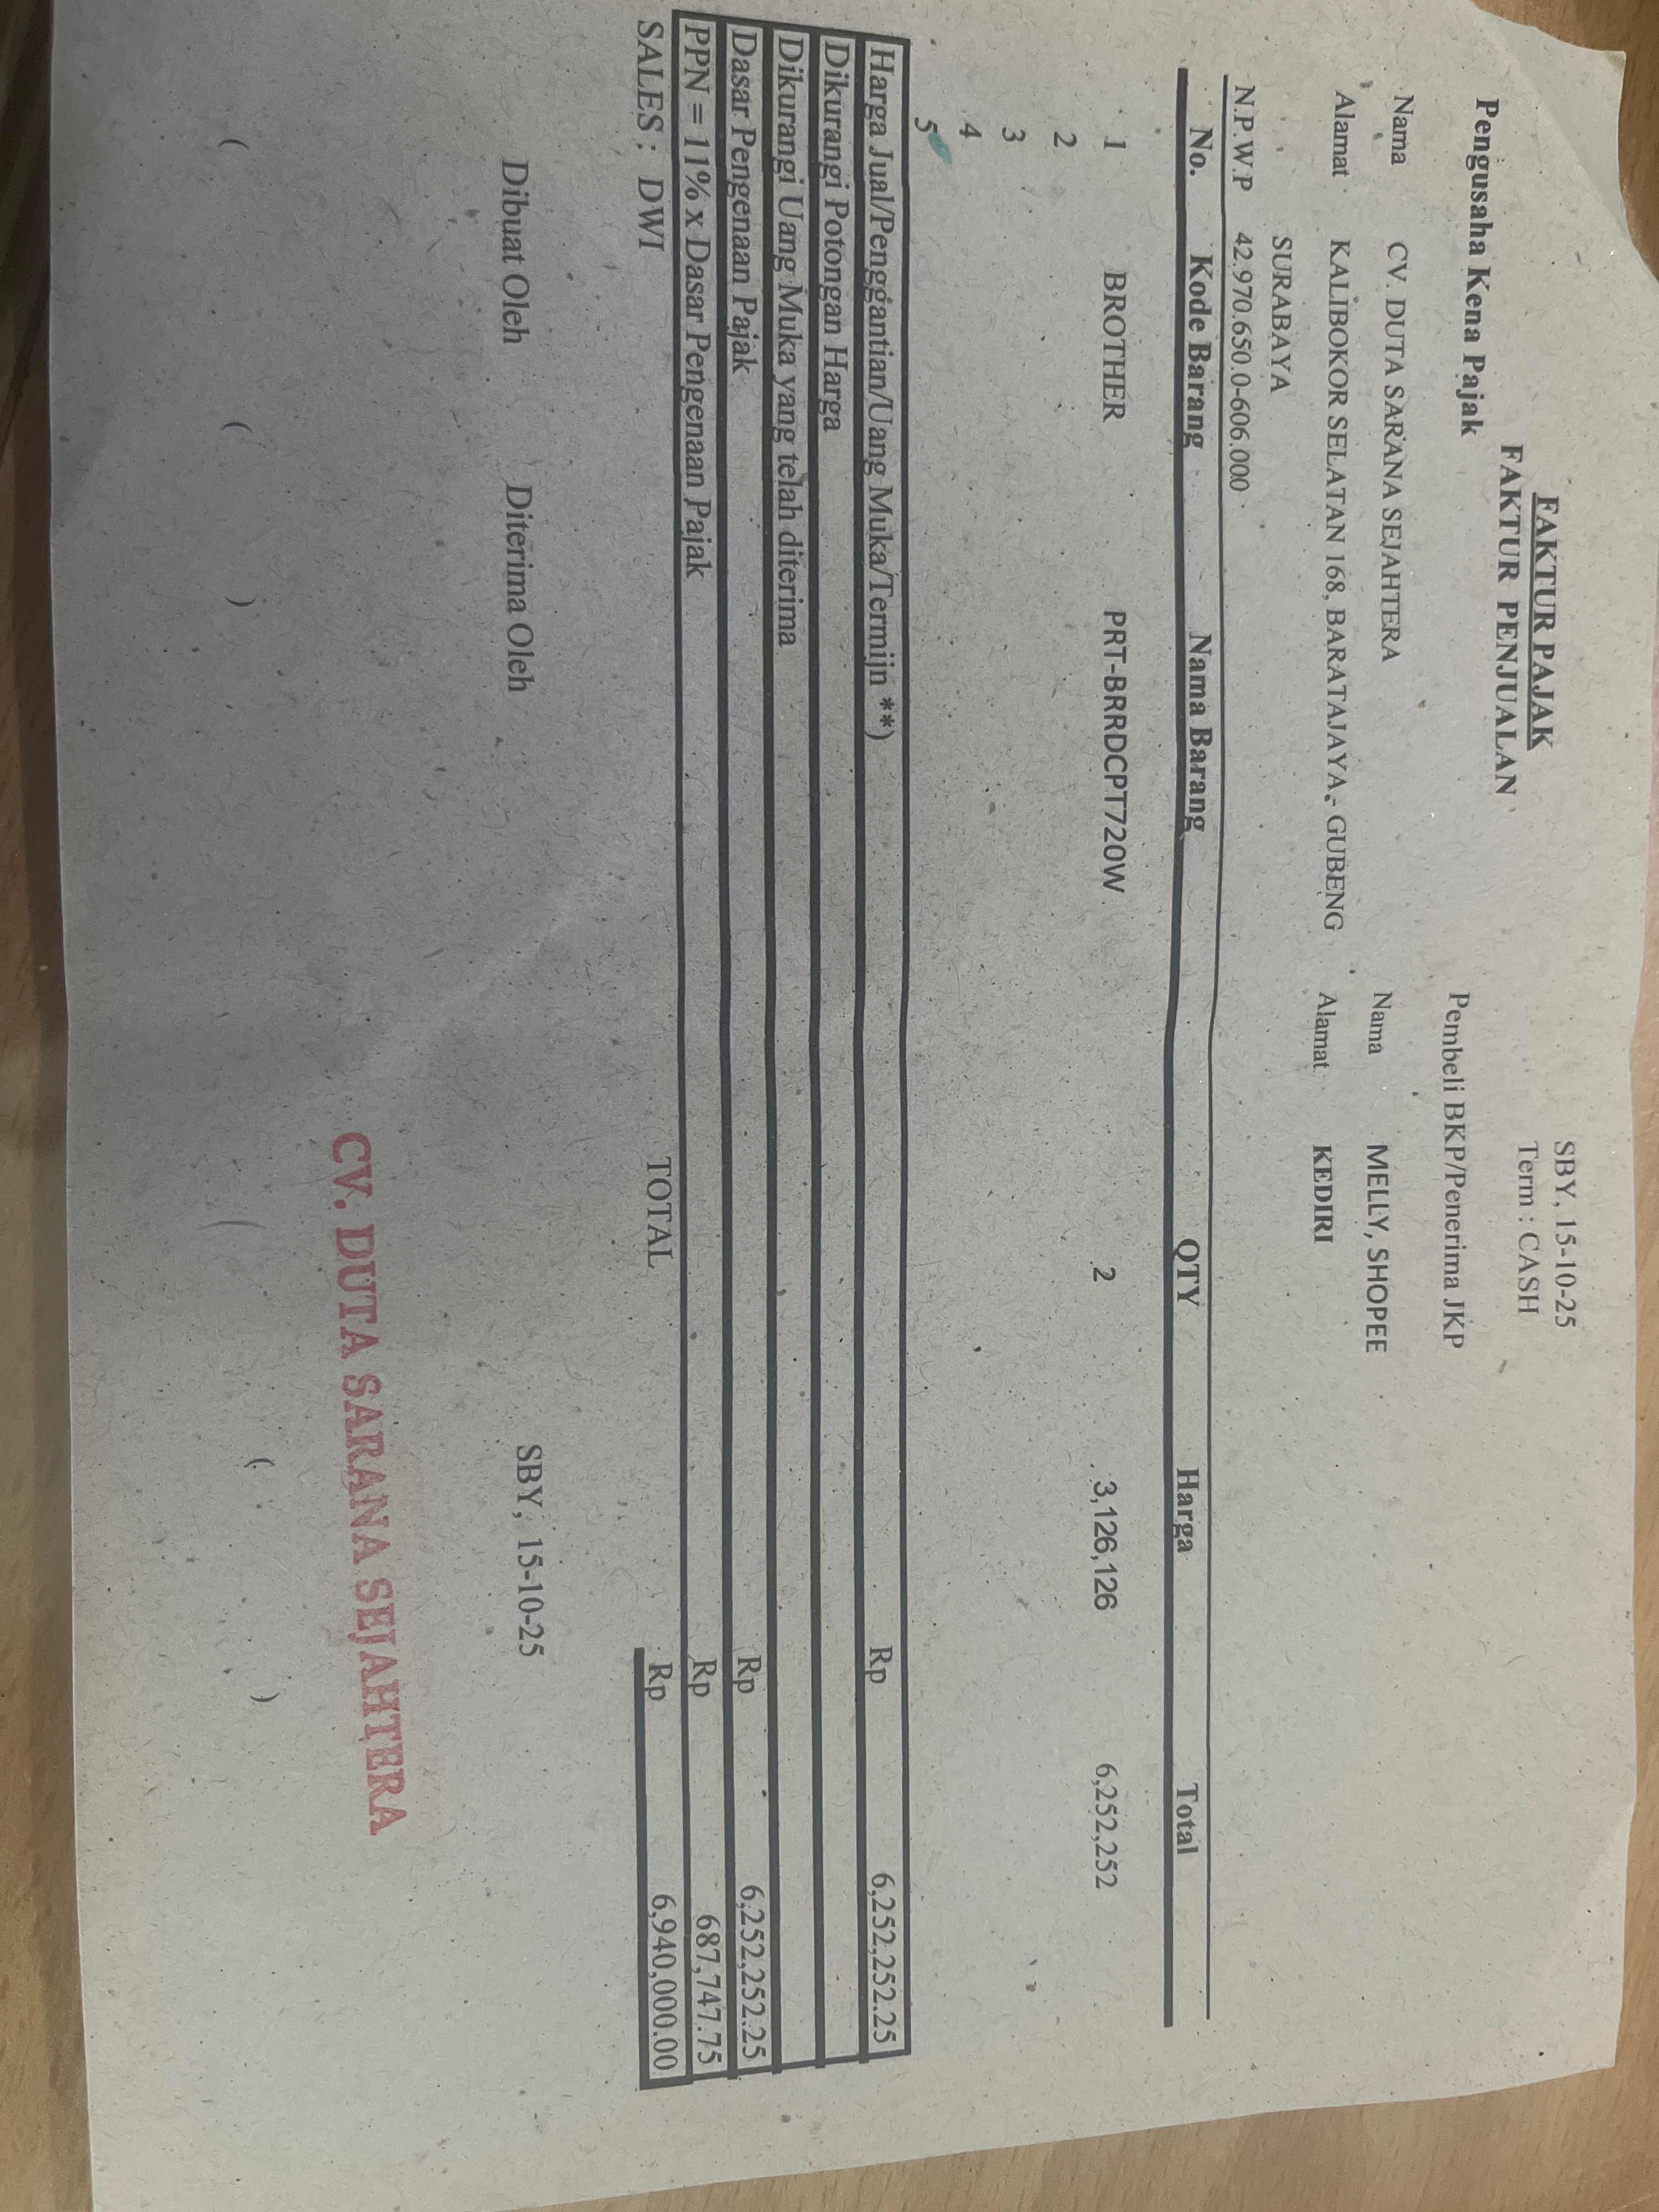 FAKTUR PAJAK
FAKTUR PENJUALAN
SBY, 15-10-25
Term : CASH
Pengusaha Kena Pajak
Pembeli BKP/Penerima JKP
Nama CV. DUTA SARANA SEJAHTERA
Nama MELLY, SHOPEE
Alamat KALIBOKOR SELATAN 168, BARATAJAYA,- GUBENG
SURABAYA
Alamat KEDIRI
N.P.W.P 42.970.650.0-606.000
No. Kode Barang Nama Barang QTY Harga Total
1 BROTHER PRT-BRRDCPT720W 2 3,126,126 6,252,252
2
3
4
5
Harga Jual/Penggantian/Uang Muka/Termijn **) Rp 6,252,252.25
Dikurangi Potongan Harga
Dikurangi Uang Muka yang telah diterima
Dasar Pengenaan Pajak Rp 6,252,252.25
PPN = 11% x Dasar Pengenaan Pajak Rp 687,747.75
SALES : DWI TOTAL Rp 6,940,000.00
Dibuat Oleh Diterima Oleh SBY, 15-10-25
CV. DUTA SARANA SEJAHTERA
( ( ) ( ( )